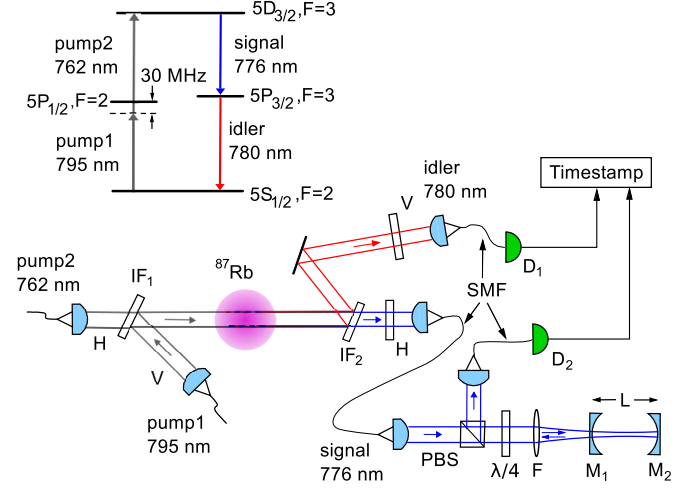 5D3/2,F=3
pump2
762 nm
signal
776 nm
30 MHz
5P1/2,F=2
5P3/2,F=3
pump1
795 nm
idler
780 nm
5S1/2,F=2
idler
780 nm
Timestamp
V
D1
SMF
pump2
762 nm
IF1
87Rb
H
IF2
H
V
D2
pump1
795 nm
signal
776 nm
PBS
λ/4
F
L
M1
M2